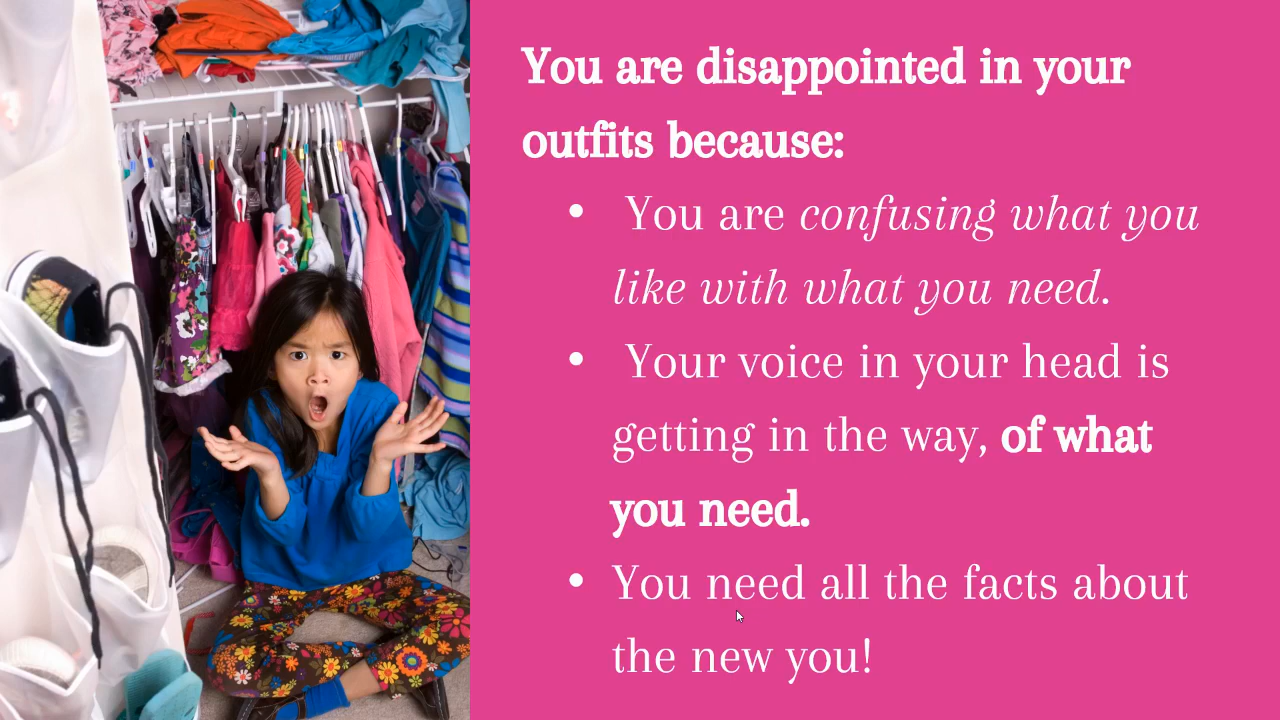 You are disappointed in your
outfits because:
• You are confusing what you
like with what you need.
• Your voice in your head is
getting in the way, of what
you need.
• You need all the facts about
the new you!